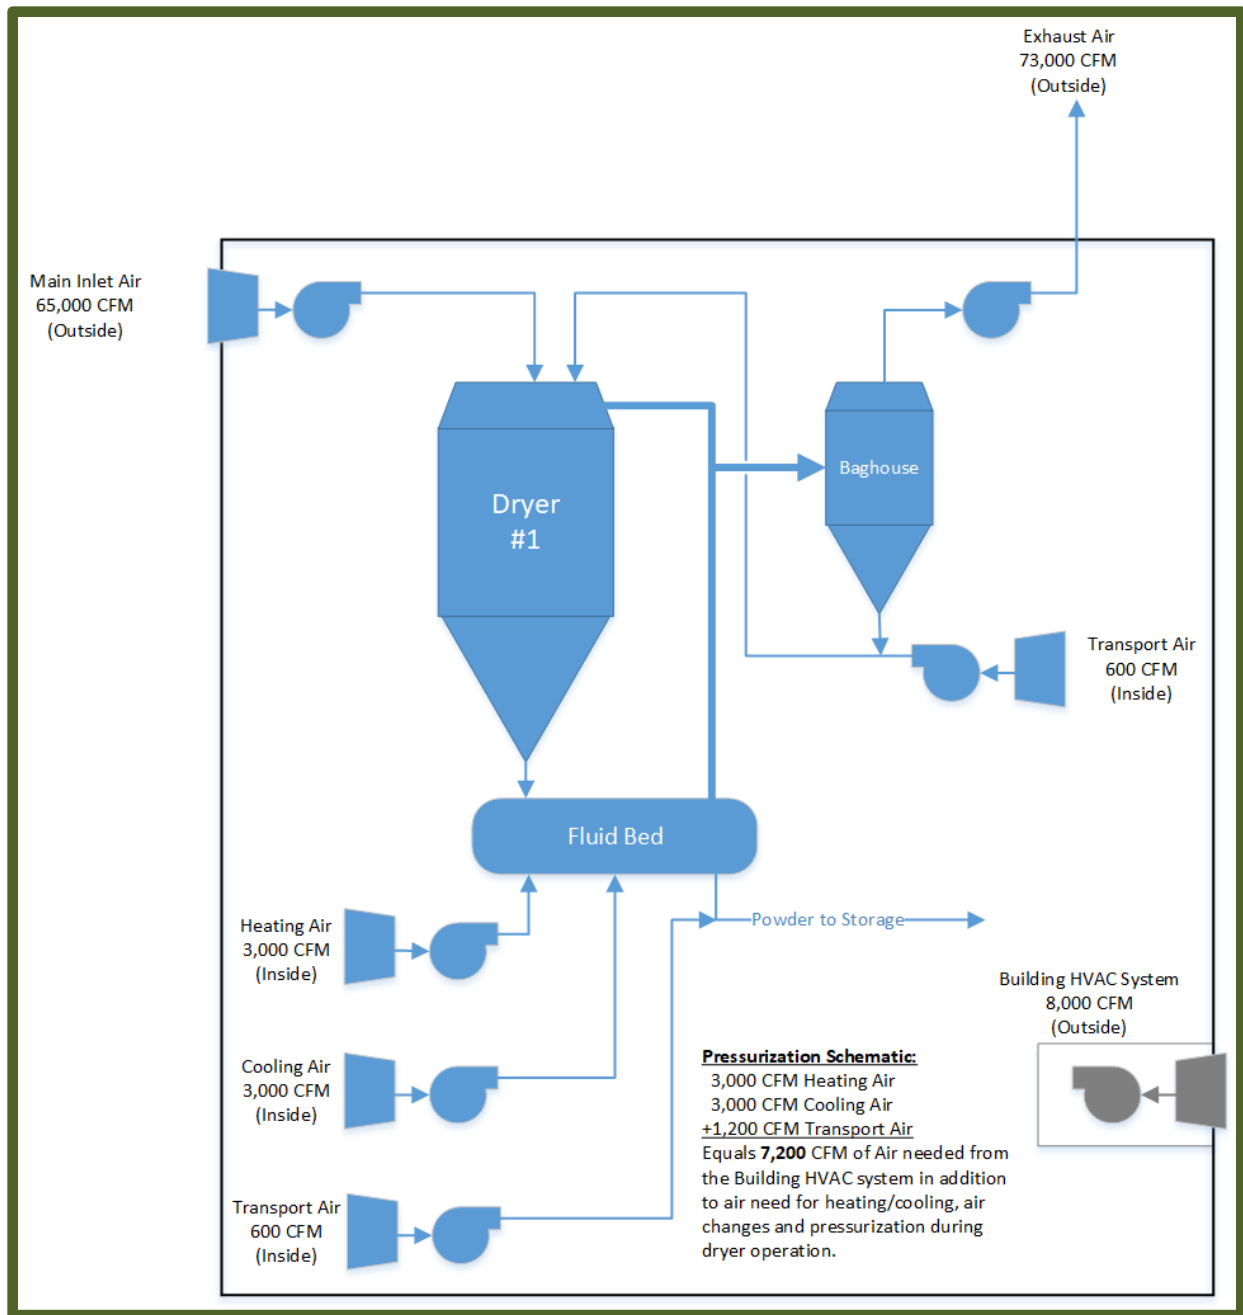 Exhaust Air
73,000 CFM
(Outside)
Main Inlet Air
65,000 CFM
(Outside)
Dryer
#1
Baghouse
Transport Air
600 CFM
(Inside)
Fluid Bed
Powder to Storage
Heating Air
3,000 CFM
(Inside)
Building HVAC System
8,000 CFM
(Outside)
Cooling Air
3,000 CFM
(Inside)
Pressurization Schematic:
3,000 CFM Heating Air
3,000 CFM Cooling Air
+1,200 CFM Transport Air
Equals 7,200 CFM of Air needed from
the Building HVAC system in addition
to air need for heating/cooling, air
changes and pressurization during
dryer operation.
Transport Air
600 CFM
(Inside)